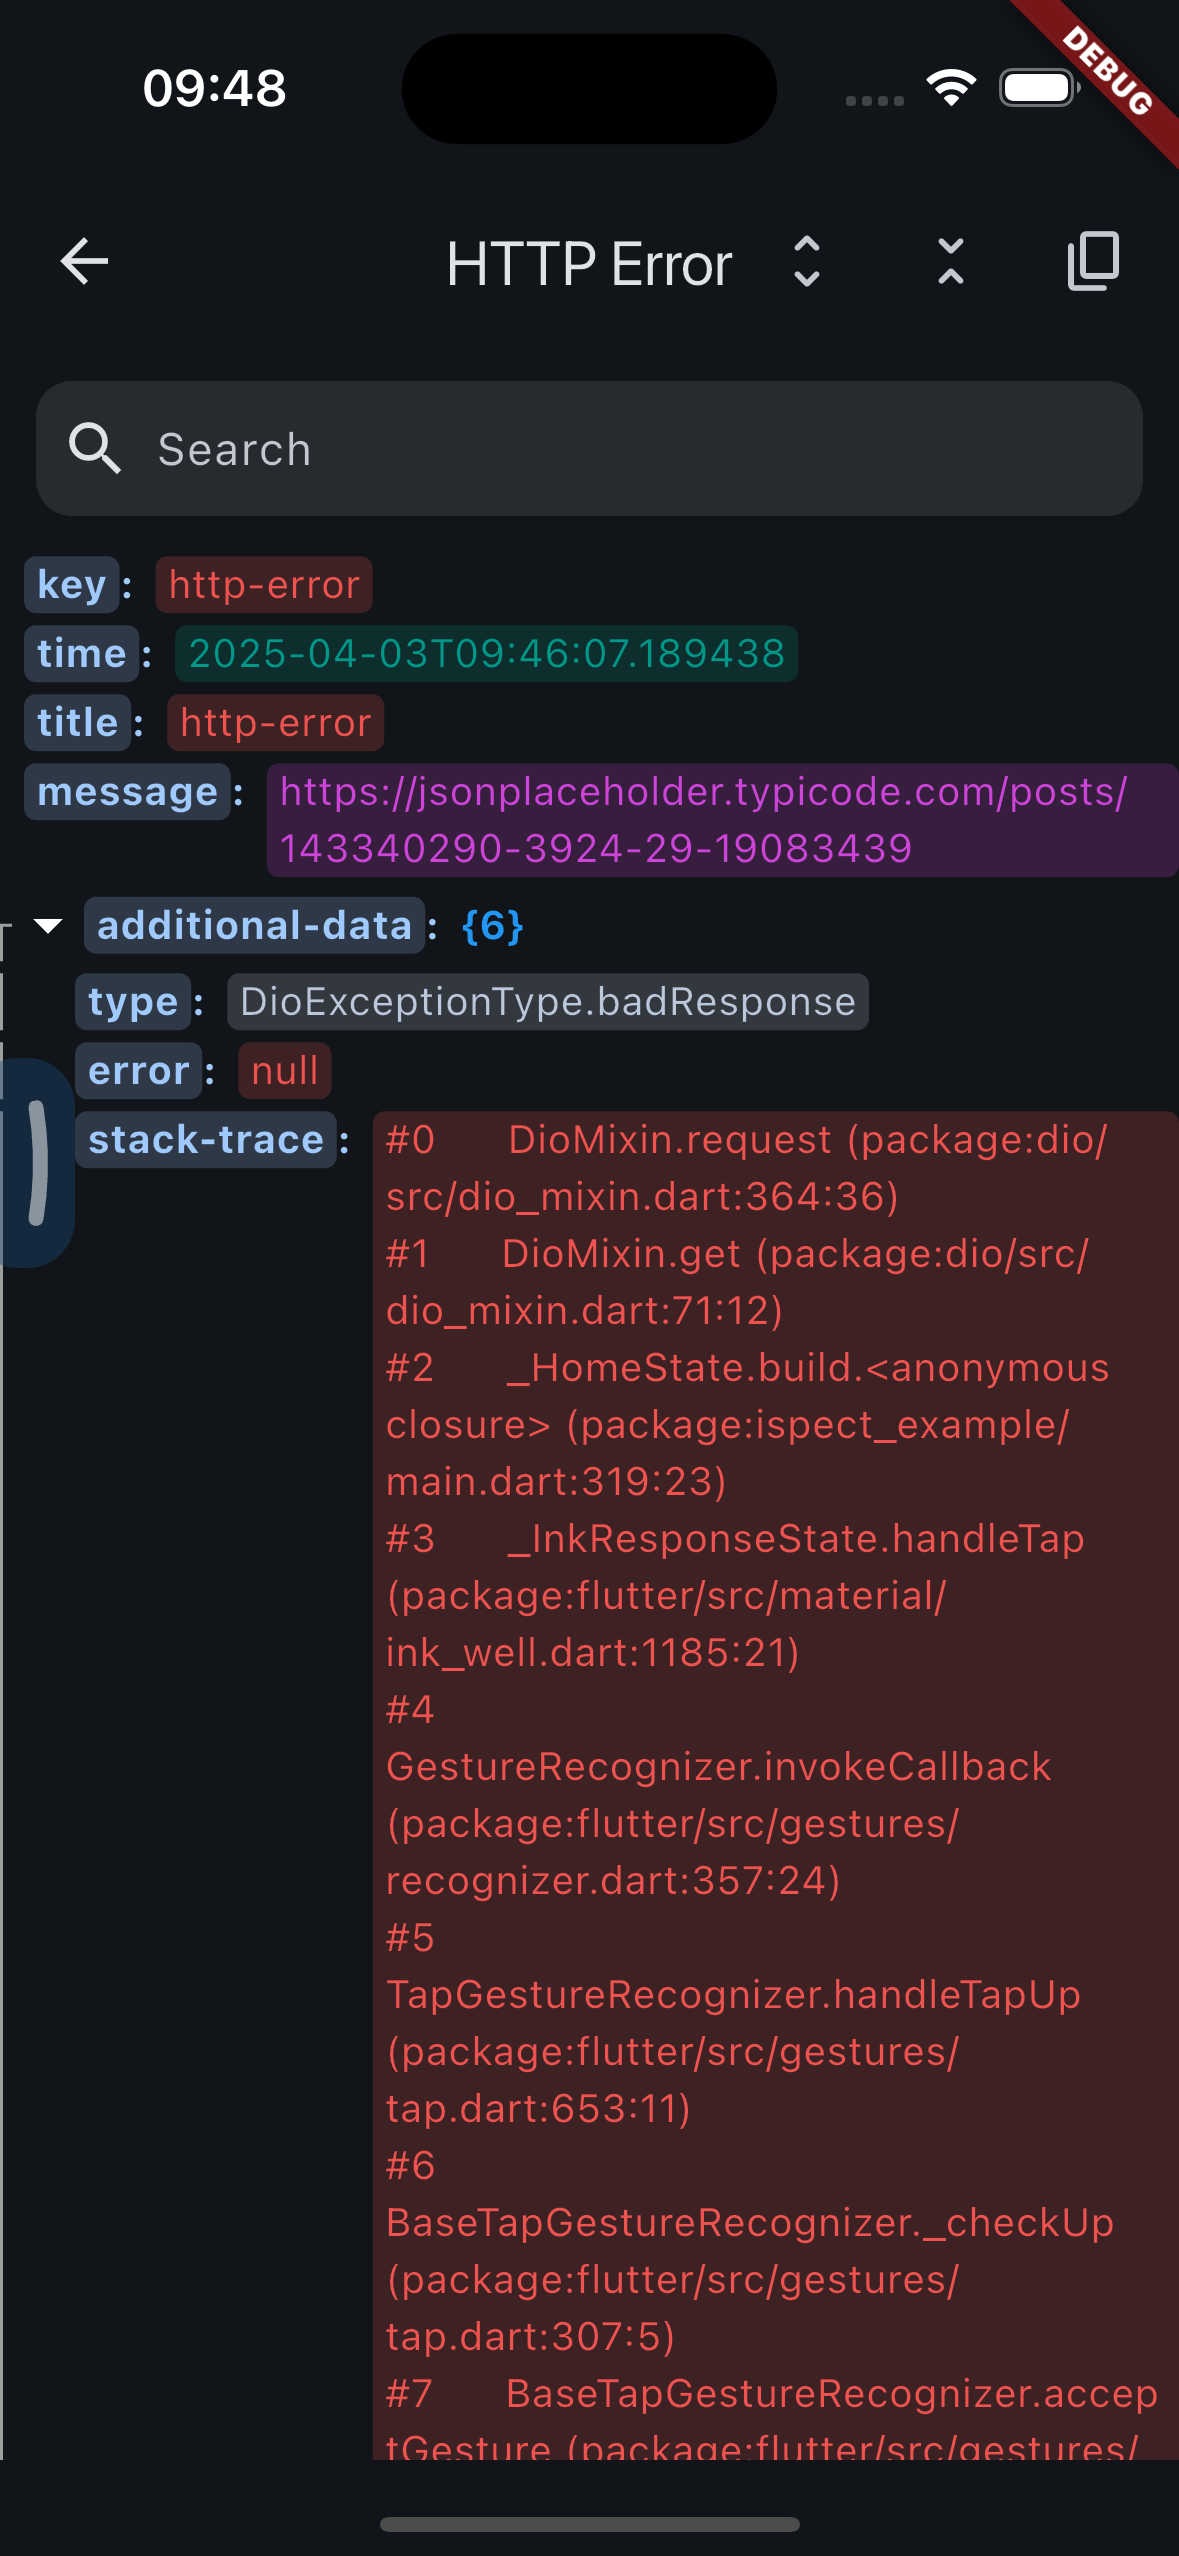 09:48
DEBUG
HTTP Error
Search
key: http-error
time: 2025-04-03T09:46:07.189438
title: http-error
message: https://jsonplaceholder.typicode.com/posts/
143340290-3924-29-19083439
additional-data: {6}
type: DioExceptionType.badResponse
error: null
stack-trace: #0 DioMixin.request (package:dio/
src/dio_mixin.dart:364:36)
#1 DioMixin.get (package:dio/src/
dio_mixin.dart:71:12)
#2 _HomeState.build.<anonymous
closure> (package:ispect_example/
main.dart:319:23)
#3 _InkResponseState.handleTap
(package:flutter/src/material/
ink_well.dart:1185:21)
#4
GestureRecognizer.invokeCallback
(package:flutter/src/gestures/
recognizer.dart:357:24)
#5
TapGestureRecognizer.handleTapUp
(package:flutter/src/gestures/
tap.dart:653:11)
#6
BaseTapGestureRecognizer._checkUp
(package:flutter/src/gestures/
tap.dart:307:5)
#7 BaseTapGestureRecognizer.accep
tGesture (package:flutter/src/gestures/